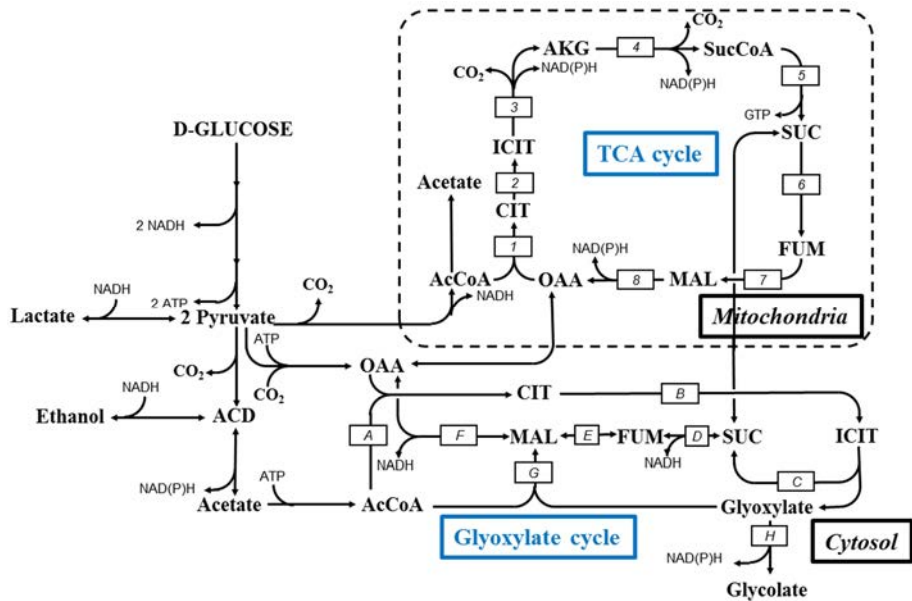 CO2
AKG 4 SucCoA
CO2 NAD(P)H NAD(P)H 5
3 GTP
D-GLUCOSE SUC
ICIT TCA cycle
Acetate 2 6
CIT
2 NADH NAD(P)H FUM
1
AcCoA OAA 8 MAL 7
CO2 NADH
NADH 2 ATP Mitochondria
Lactate 2 Pyruvate
ATP
CO2 CO2 OAA
NADH CIT B
Ethanol ACD A F MAL E FUM D SUC ICIT
NADH NADH
NAD(P)H ATP G C
Acetate AcCoA Glyoxylate
Glyoxylate cycle H Cytosol
NAD(P)H
Glycolate